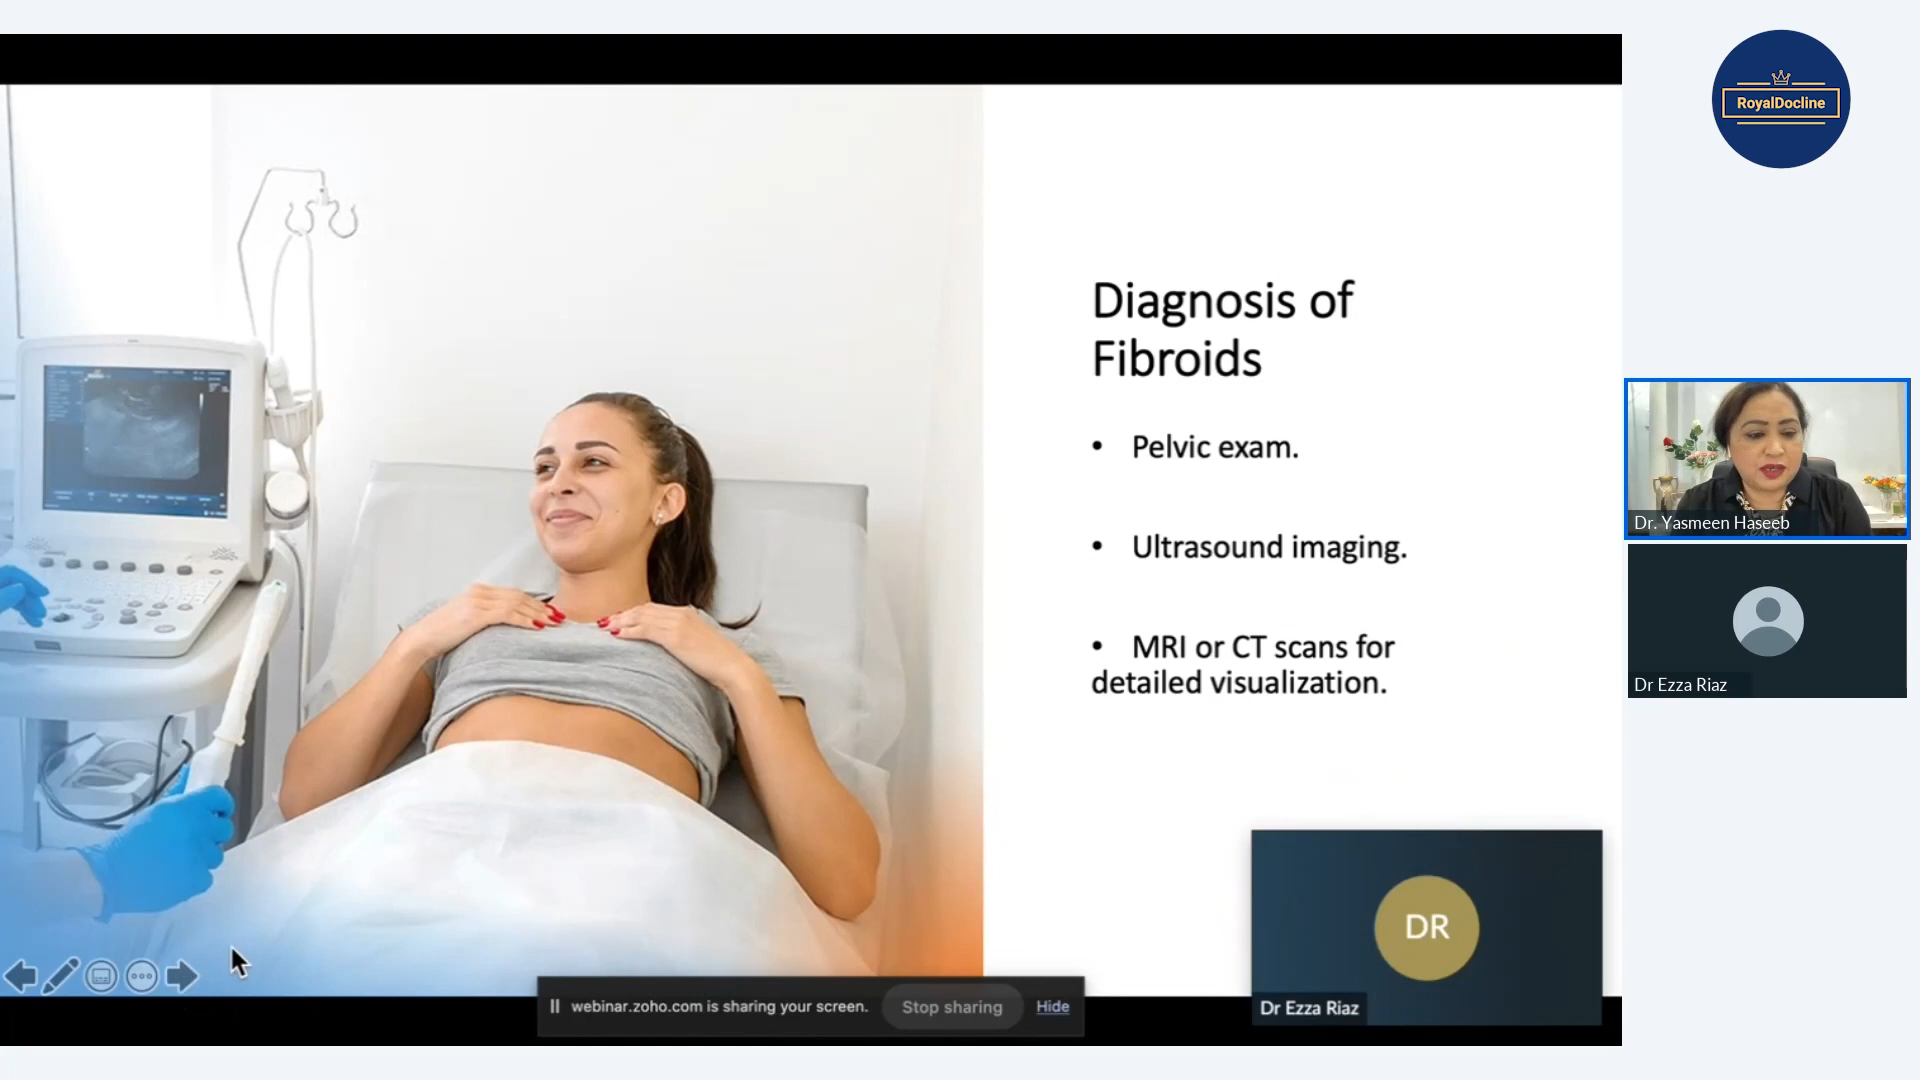 RoyalDocline
Diagnosis of
Fibroids
• Pelvic exam.
• Ultrasound imaging.
• MRI or CT scans for
detailed visualization.
Dr. Yasmeen Haseeb
Dr Ezza Riaz
DR
Dr Ezza Riaz
webinar.zoho.com is sharing your screen.
Stop sharing
Hide